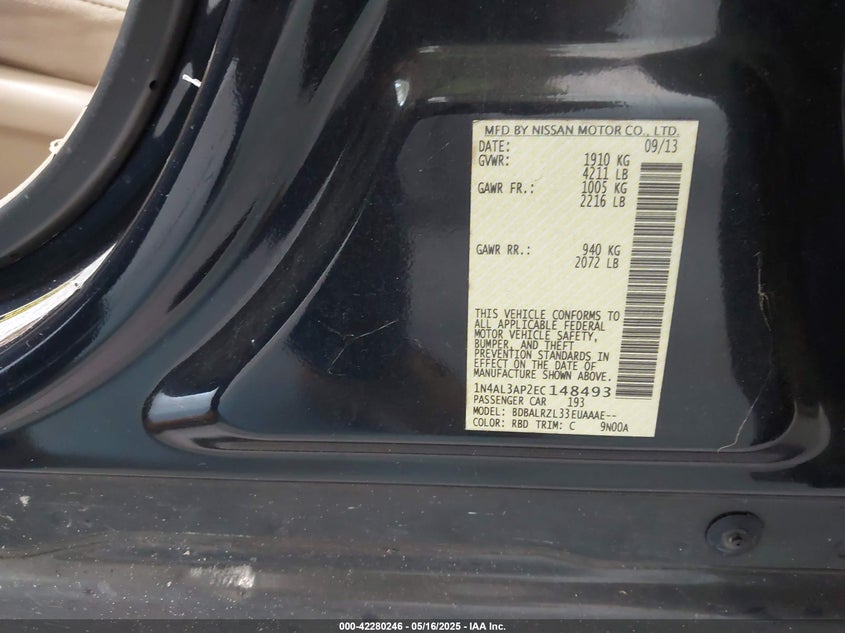 MFD BY NISSAN MOTOR CO., LTD.
DATE: 09/13
GVWR: 1910 KG
4211 LB
GAWR FR.: 1005 KG
2216 LB
GAWR RR.: 940 KG
2072 LB
THIS VEHICLE CONFORMS TO
ALL APPLICABLE FEDERAL
MOTOR VEHICLE SAFETY,
BUMPER, AND THEFT
PREVENTION STANDARDS IN
EFFECT ON THE DATE OF
MANUFACTURE SHOWN ABOVE.
1N4AL3AP2EC148493
PASSENGER CAR 193
MODEL: BDBALRZL33EUAAAE--
COLOR: RBD TRIM: C 9N00A
000-42280246 - 05/16/2025 - IAA Inc.